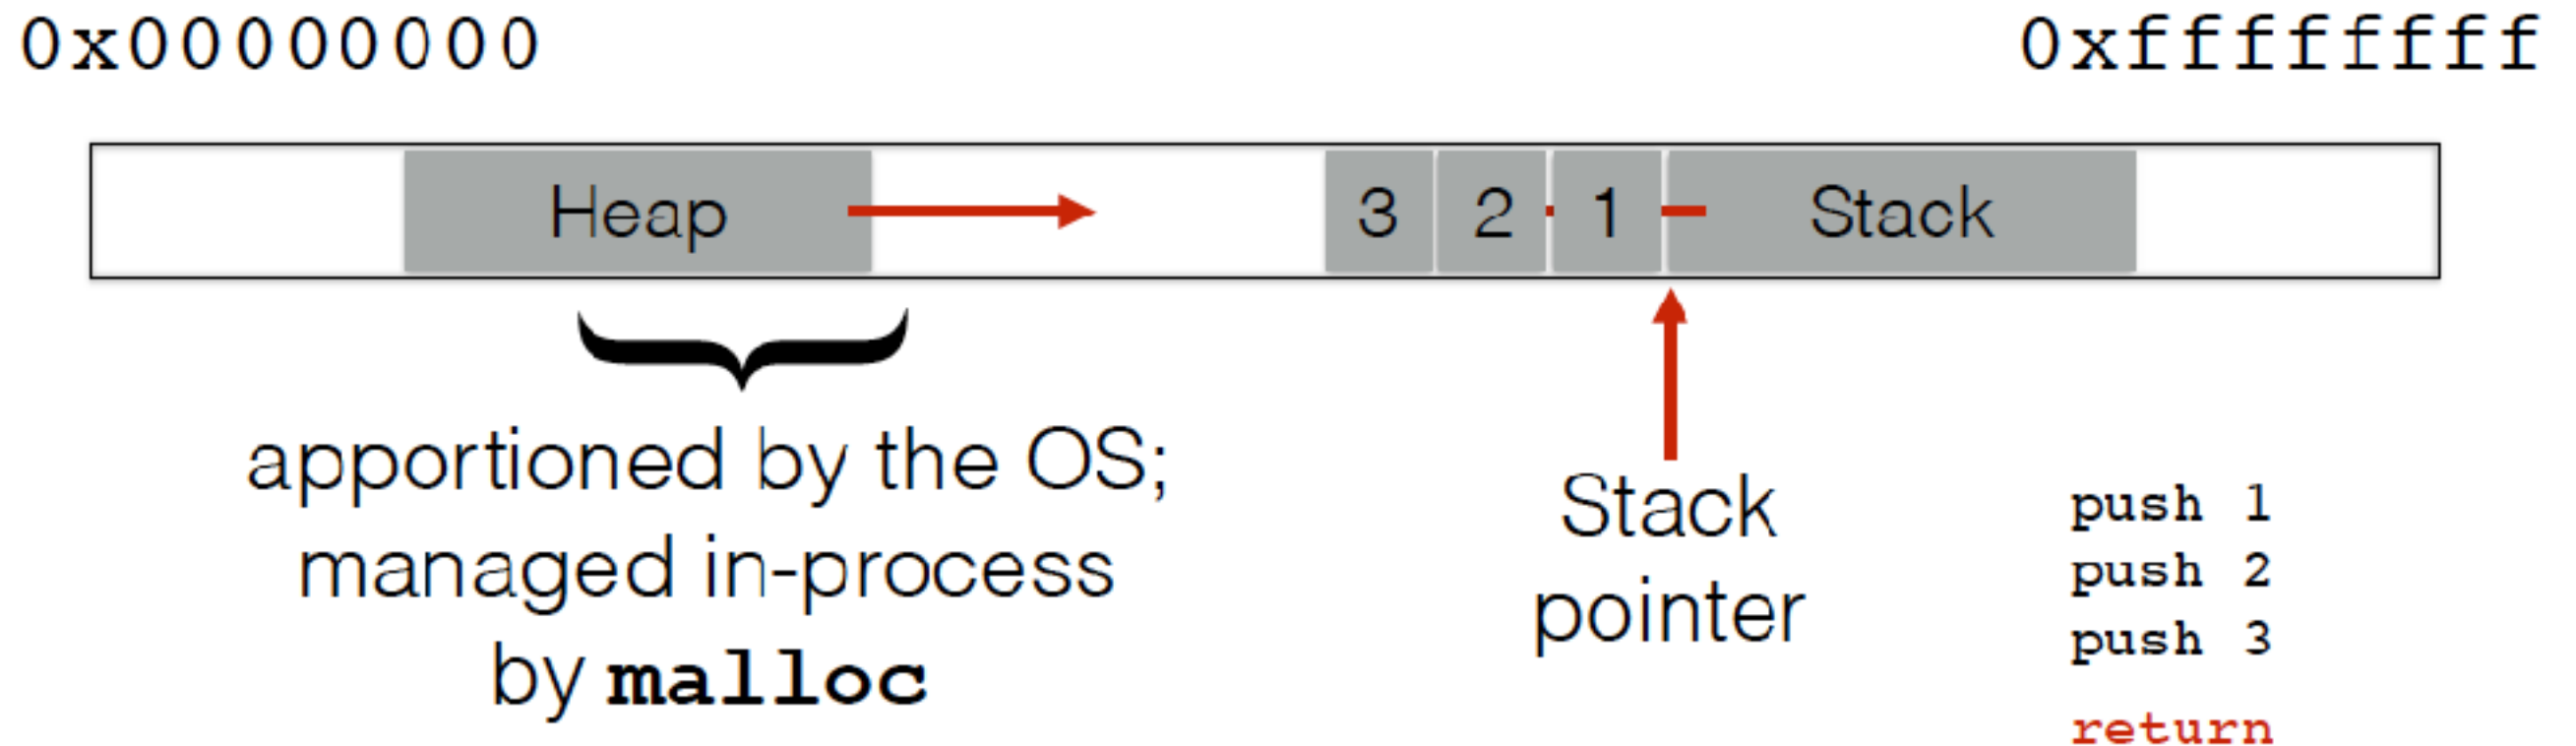 0x00000000
0xffffffff
Heap
3
2
1
Stack
apportioned by the OS;
managed in-process
by malloc
Stack
pointer
push 1
push 2
push 3
return